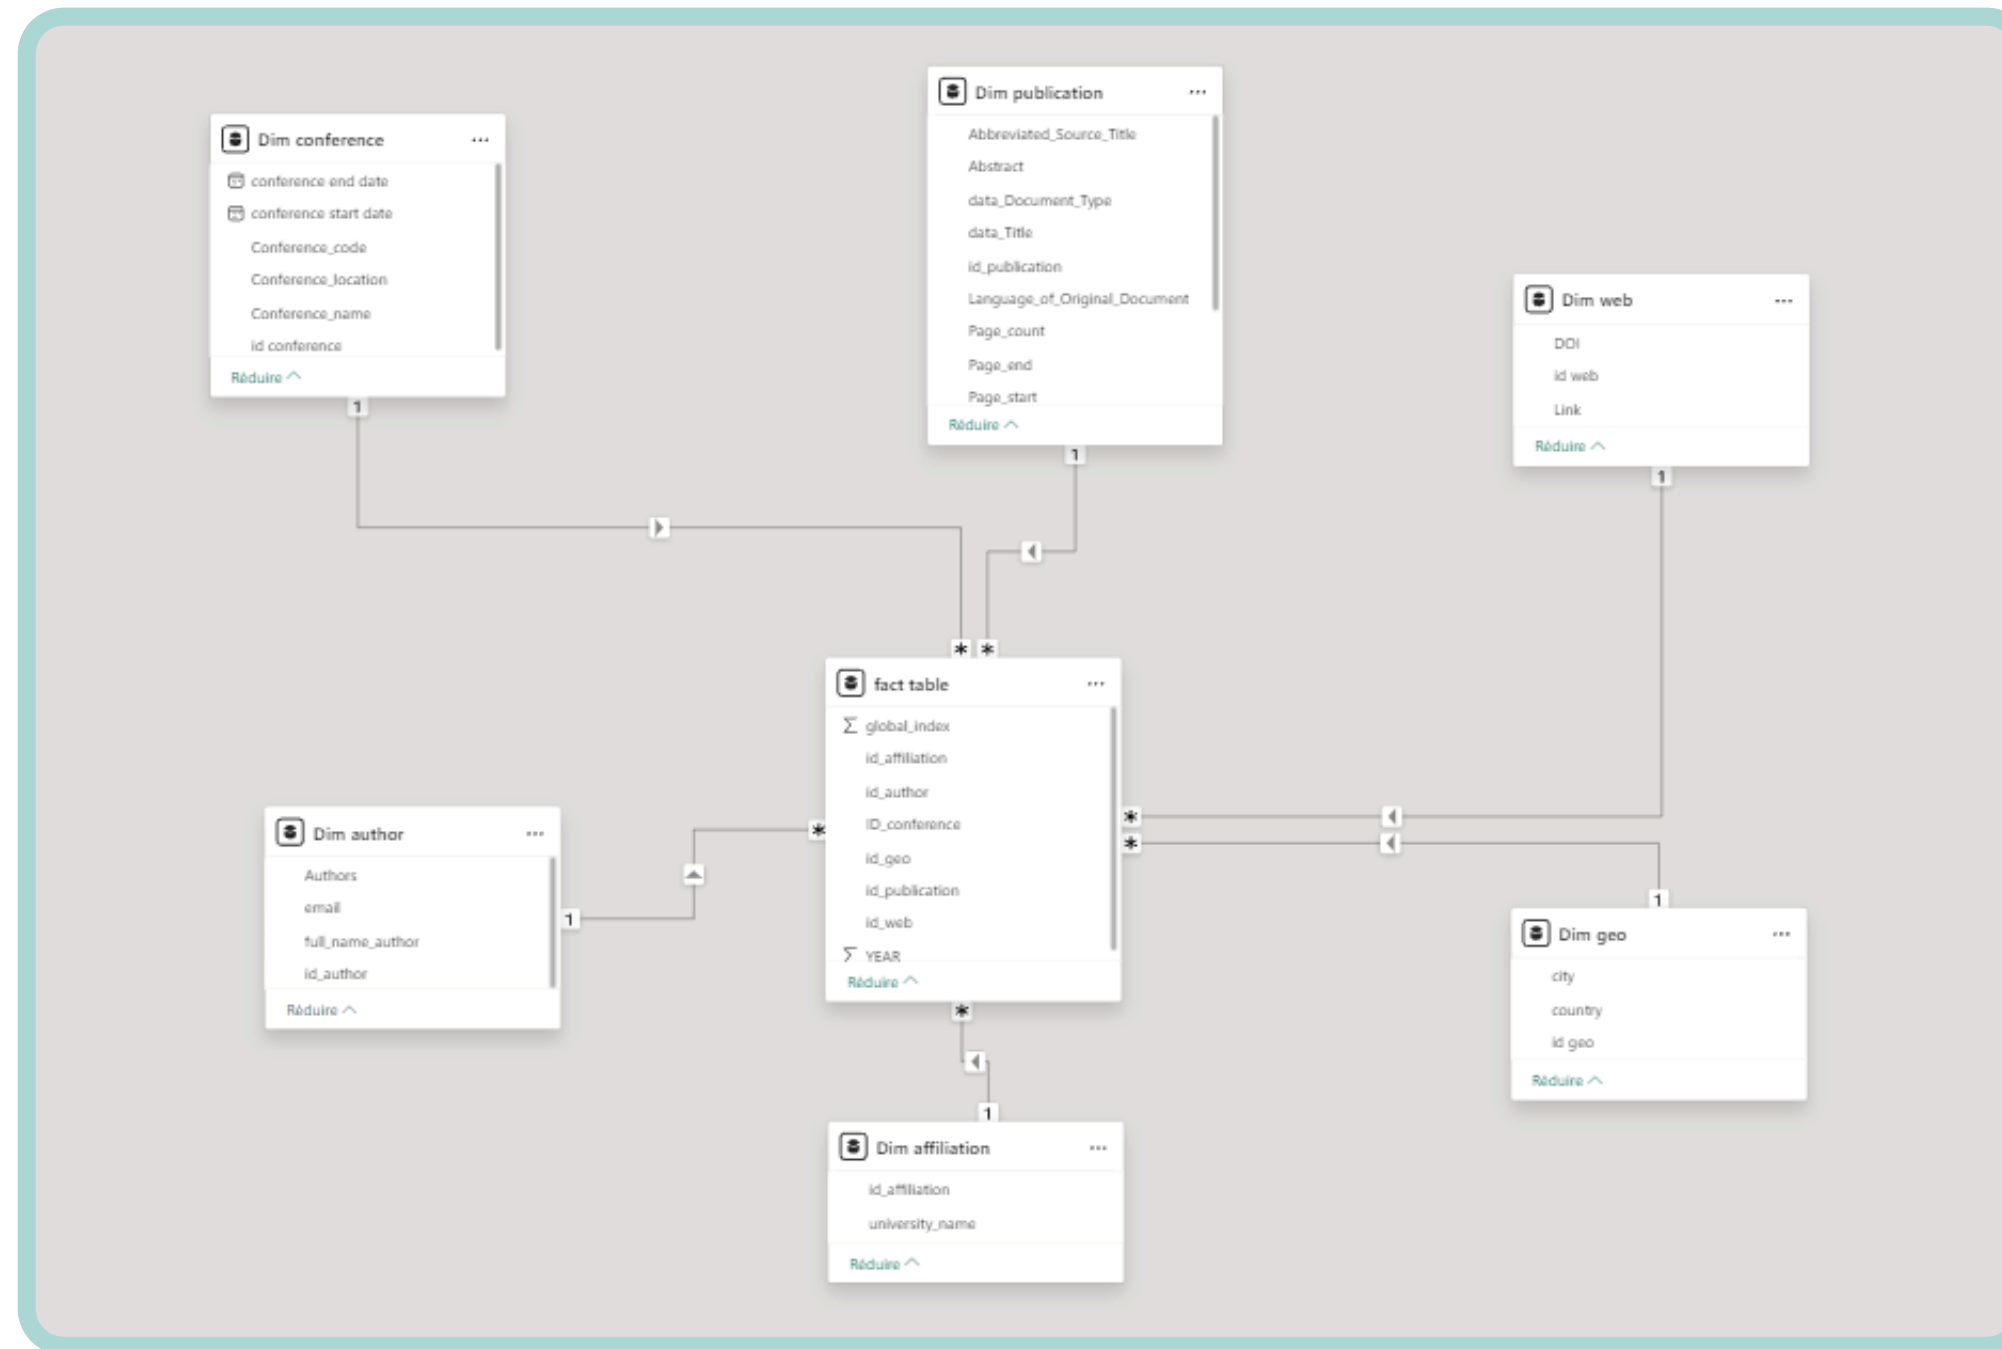 Dim publication
Abbreviated_Source_Title
Abstract
data_Document_Type
data_Title
id_publication
Language_of_Original_Document
Page_count
Page_end
Page_start
Réduire
1
Dim conference
conference end date
conference start date
Conference_code
Conference_location
Conference_name
id conference
Réduire
1
Dim web
DOI
id web
Link
Réduire
1
* *
fact table
Σ global_index
id_affiliation
id_author
ID_conference
id_geo
id_publication
id_web
Σ YEAR
Réduire
*
*
*
*
Dim author
Authors
email
full_name_author
id_author
Réduire
1
1
Dim geo
city
country
id geo
Réduire
1
Dim affiliation
id_affiliation
university_name
Réduire